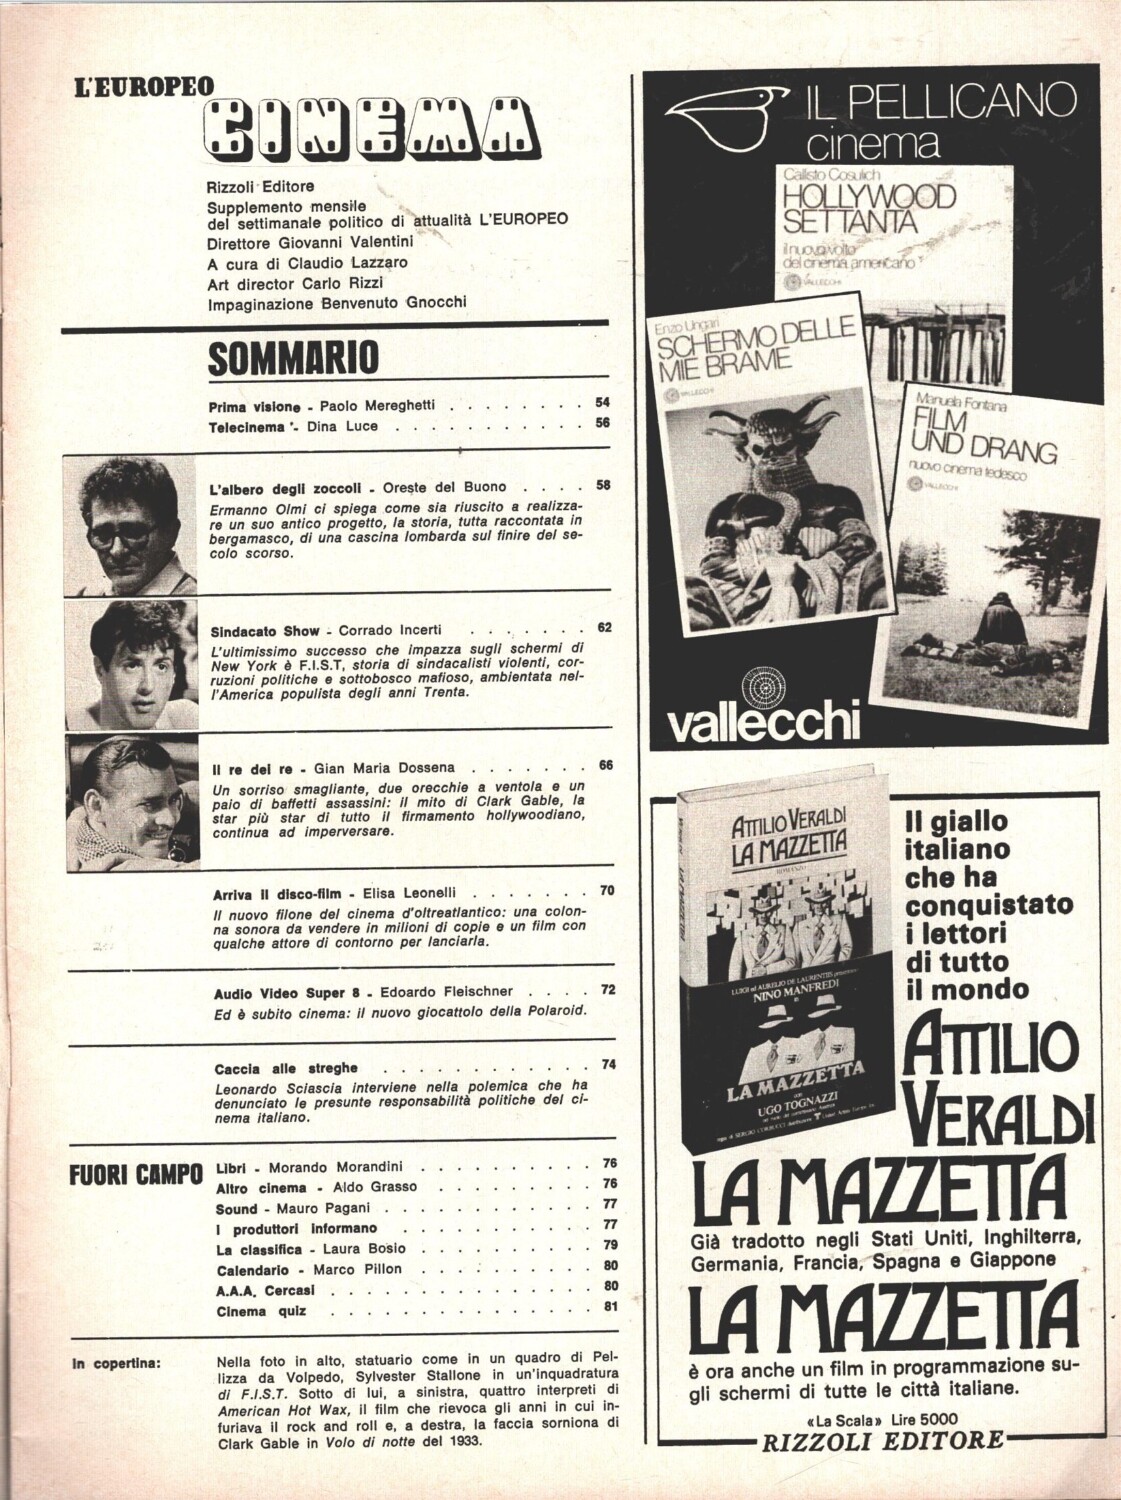 L'EUROPEO
CINEMA
Rizzoli Editore
Supplemento mensile
del settimanale politico di attualità L'EUROPEO
Direttore Giovanni Valentini
A cura di Claudio Lazzaro
Art director Carlo Rizzi
Impaginazione Benvenuto Gnocchi
SOMMARIO
Prima visione - Paolo Mereghetti . . . . . . . . 54
Telecinema - Dina Luce . . . . . . . . . . . 56
L'albero degli zoccoli - Oreste del Buono . . . . 58
Ermanno Olmi ci spiega come sia riuscito a realizza-
re un suo antico progetto, la storia, tutta raccontata in
bergamasco, di una cascina lombarda sul finire del se-
colo scorso.
Sindacato Show - Corrado Incerti . . . . . . . 62
L'ultimissimo successo che impazza sugli schermi di
New York è F.I.S.T, storia di sindacalisti violenti, cor-
ruzioni politiche e sottobosco mafioso, ambientata nel-
l'America populista degli anni Trenta.
Il re dei re - Gian Maria Dossena . . . . . . . 66
Un sorriso smagliante, due orecchie a ventola e un
paio di baffetti assassini: il mito di Clark Gable, la
star più star di tutto il firmamento hollywoodiano,
continua ad imperversare.
Arriva il disco-film - Elisa Leonelli . . . . . . . 70
Il nuovo filone del cinema d'oltreatlantico: una colon-
na sonora da vendere in milioni di copie e un film con
qualche attore di contorno per lanciarla.
Audio Video Super 8 - Edoardo Fleischner . . . . 72
Ed è subito cinema: il nuovo giocattolo della Polaroid.
Caccia alle streghe . . . . . . . . . . . . 74
Leonardo Sciascia interviene nella polemica che ha
denunciato le presunte responsabilità politiche del ci-
nema italiano.
FUORI CAMPO
Libri - Morando Morandini . . . . . . . . . . 76
Altro cinema - Aldo Grasso . . . . . . . . . 76
Sound - Mauro Pagani . . . . . . . . . . . 77
I produttori informano . . . . . . . . . . . 77
La classifica - Laura Bosio . . . . . . . . . . 79
Calendario - Marco Pillon . . . . . . . . . . 80
A.A.A. Cercasi . . . . . . . . . . . . . . 80
Cinema quiz . . . . . . . . . . . . . . 81
In copertina:
Nella foto in alto, statuario come in un quadro di Pel-
lizza da Volpedo, Sylvester Stallone in un'inquadratura
di F.I.S.T. Sotto di lui, a sinistra, quattro interpreti di
American Hot Wax, il film che rievoca gli anni in cui in-
furiava il rock and roll e, a destra, la faccia sorniona di
Clark Gable in Volo di notte del 1933.
IL PELLICANO
cinema
Callisto Cosulich
HOLLYWOOD
SETTANTA
il nuovo volto
del cinema americano
VALLECCHI
Enzo Ungari
SCHERMO DELLE
MIE BRAME
VALLECCHI
Manuela Fontana
FILM
UND DRANG
nuovo cinema tedesco
VALLECCHI
vallecchi
ATTILIO VERALDI
LA MAZZETTA
ROMANZO
LUIGI ed AURELIO DE LAURENTIIS presentano
NINO MANFREDI
in
LA MAZZETTA
con
UGO TOGNAZZI
regia di SERGIO CORBUCCI
Il giallo
italiano
che ha
conquistato
i lettori
di tutto
il mondo
ATTILIO
VERALDI
LA MAZZETTA
Già tradotto negli Stati Uniti, Inghilterra,
Germania, Francia, Spagna e Giappone
LA MAZZETTA
è ora anche un film in programmazione su-
gli schermi di tutte le città italiane.
«La Scala» Lire 5000
RIZZOLI EDITORE